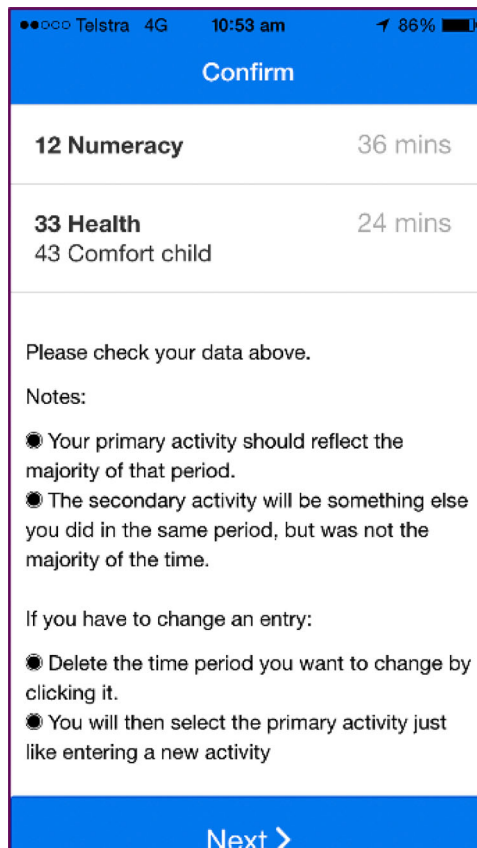 Telstra 4G 10:53 am 86%
Confirm
12 Numeracy 36 mins
33 Health 24 mins
43 Comfort child
Please check your data above.
Notes:
Your primary activity should reflect the
majority of that period.
The secondary activity will be something else
you did in the same period, but was not the
majority of the time.
If you have to change an entry:
Delete the time period you want to change by
clicking it.
You will then select the primary activity just
like entering a new activity
Next